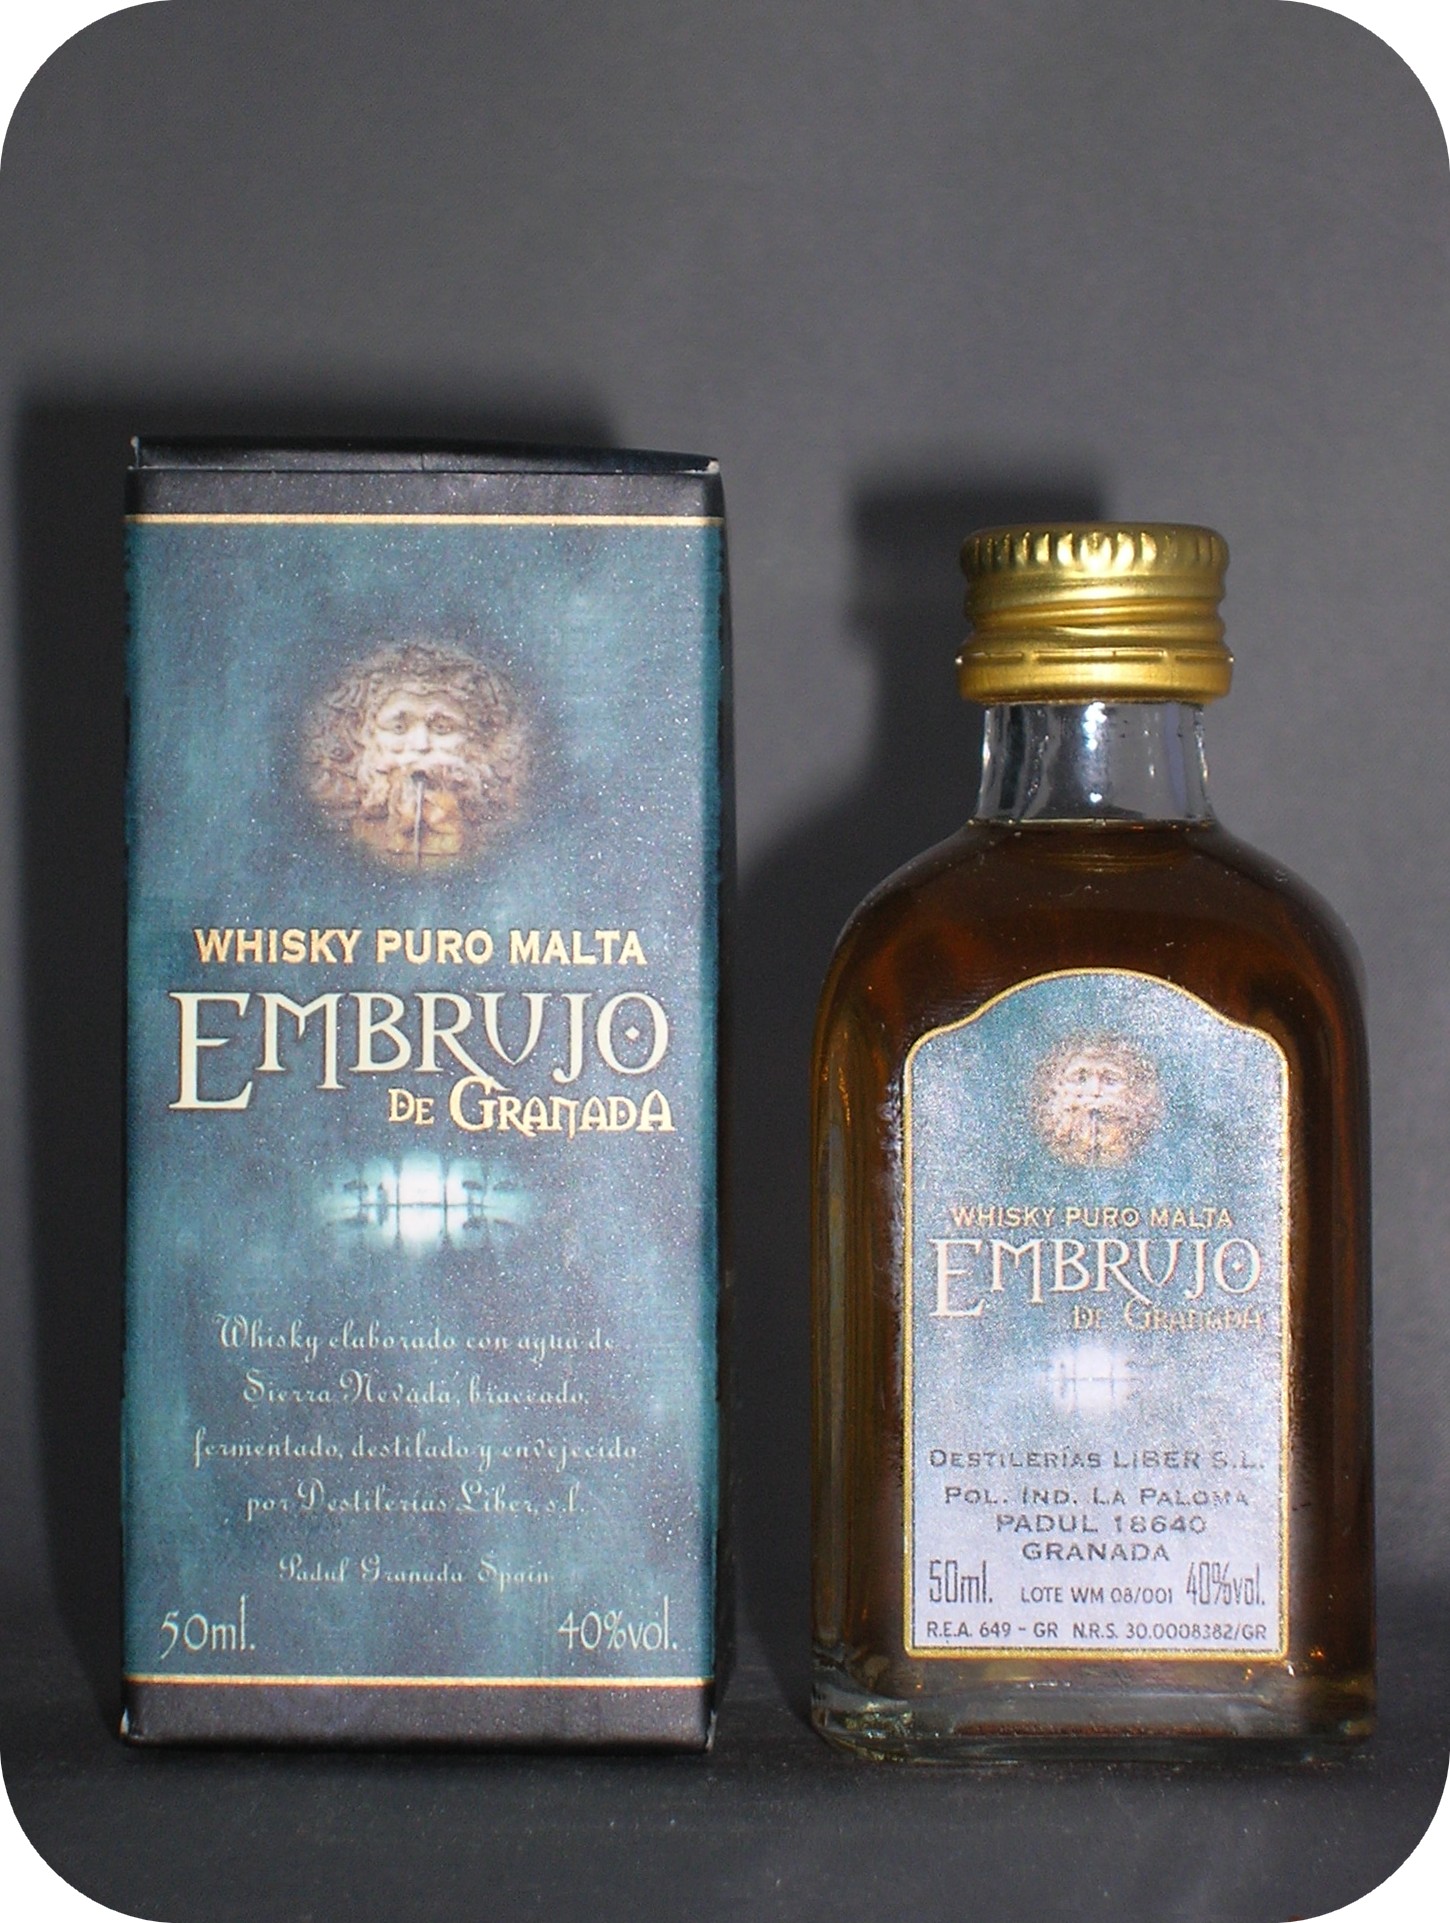 WHISKY PURO MALTA
EMBRUJO
DE GRANADA
Whisky elaborado con agua de
Sierra Nevada, braceado,
fermentado, destilado y envejecido
por Destilerías Liber, s.l.
Padul Granada Spain
50ml. 40%vol.
WHISKY PURO MALTA
EMBRUJO
DE GRANADA
DESTILERÍAS LIBER S.L.
POL. IND. LA PALOMA
PADUL 18640
GRANADA
50ml. LOTE WM 08/001 40%vol.
R.E.A. 649 - GR N.R.S. 30.0008382/GR